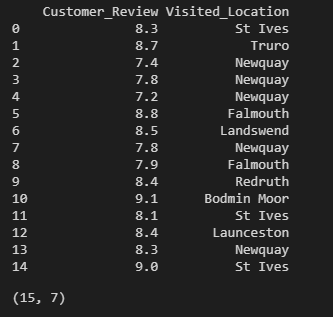 Customer_Review Visited_Location
0 8.3 St Ives
1 8.7 Truro
2 7.4 Newquay
3 7.8 Newquay
4 7.2 Newquay
5 8.8 Falmouth
6 8.5 Landswend
7 7.8 Newquay
8 7.9 Falmouth
9 8.4 Redruth
10 9.1 Bodmin Moor
11 8.1 St Ives
12 8.4 Launceston
13 8.3 Newquay
14 9.0 St Ives
(15, 7)